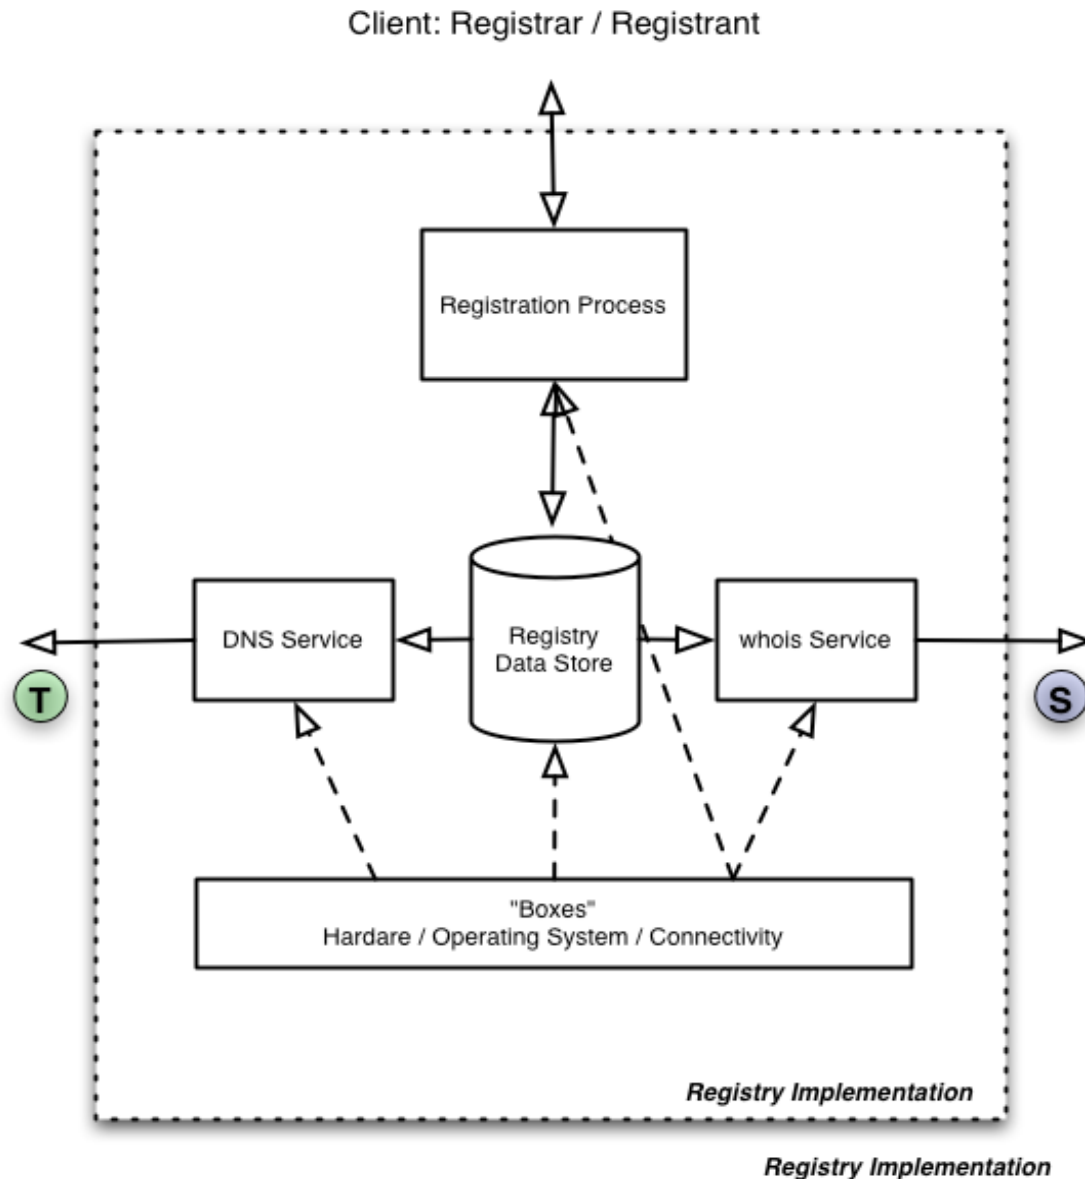 Client: Registrar / Registrant
Registration Process
DNS Service
Registry
Data Store
whois Service
T
S
"Boxes"
Hardare / Operating System / Connectivity
Registry Implementation
Registry Implementation